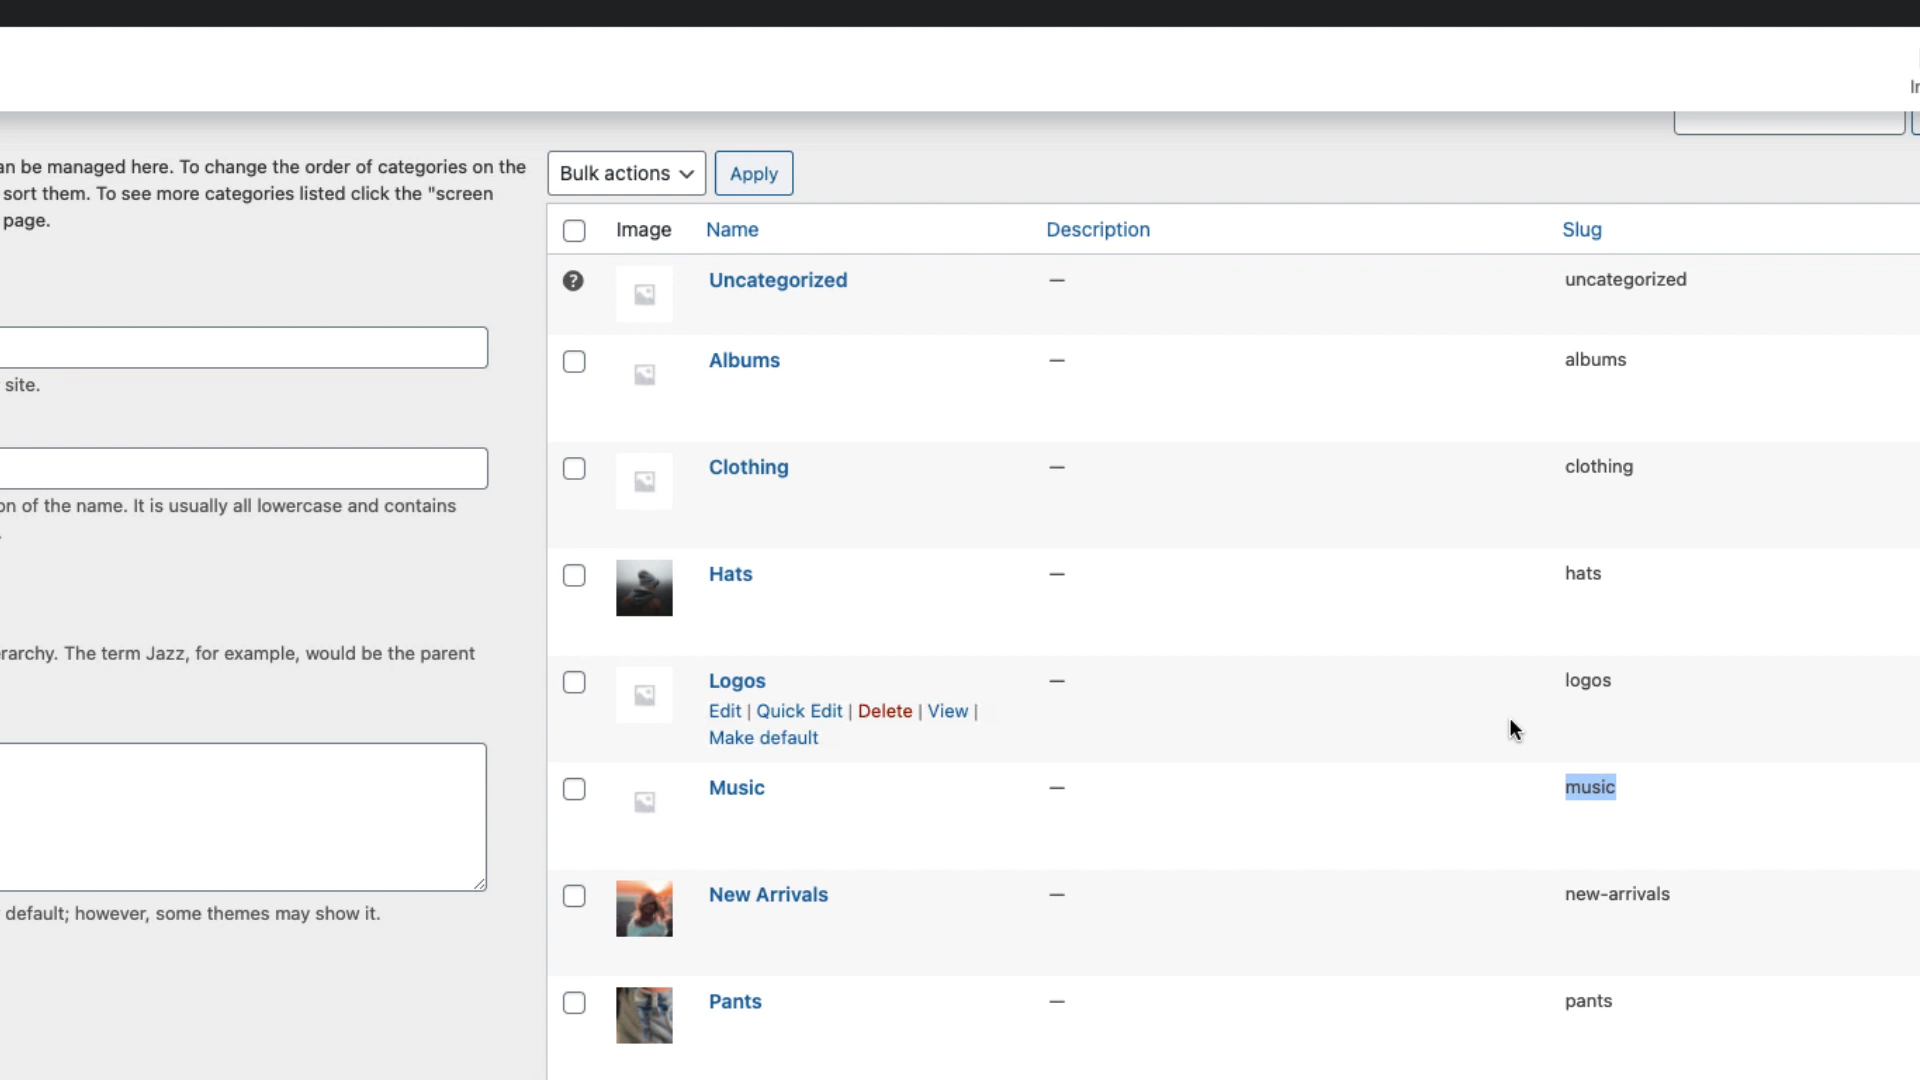 In
an be managed here. To change the order of categories on the
sort them. To see more categories listed click the "screen
page.
site.
on of the name. It is usually all lowercase and contains
.
rarchy. The term Jazz, for example, would be the parent
default; however, some themes may show it.
Bulk actions Apply
Image Name Description Slug
? Uncategorized — uncategorized
Albums — albums
Clothing — clothing
Hats — hats
Logos — logos
Edit | Quick Edit | Delete | View |
Make default
Music — music
New Arrivals — new-arrivals
Pants — pants